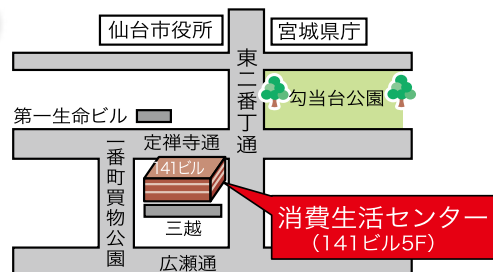 仙台市役所
宮城県庁
東二番丁通
勾当台公園
第一生命ビル
定禅寺通
一番町買物公園
141ビル
三越
消費生活センター
（141ビル5F）
広瀬通